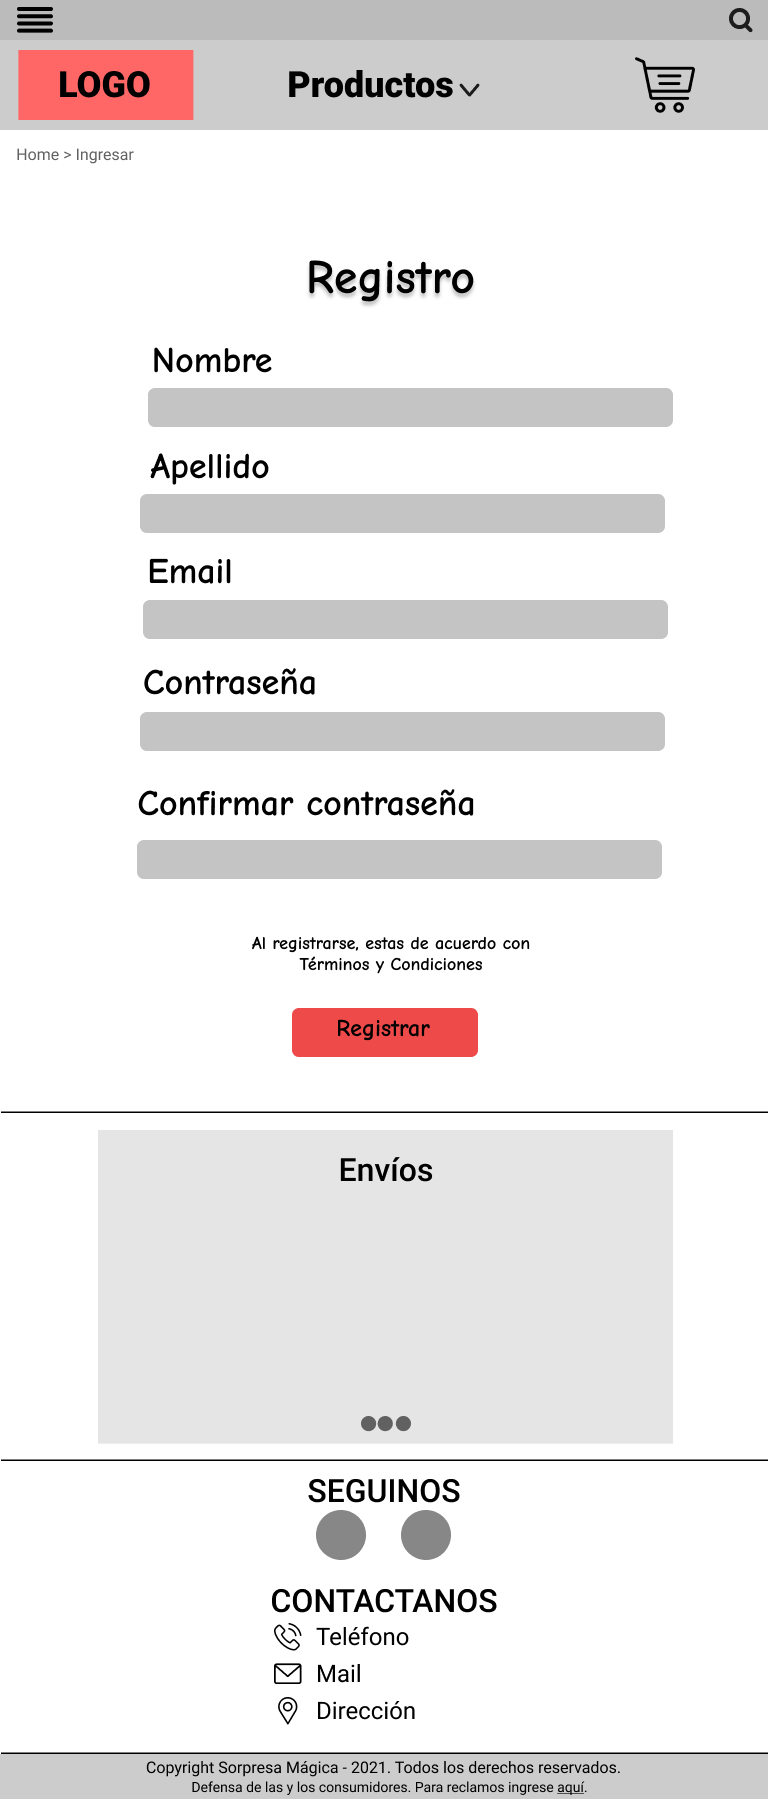 LOGO
Productos
Home > Ingresar
Registro
Nombre
Apellido
Email
Contraseña
Confirmar contraseña
Al registrarse, estas de acuerdo con
Términos y Condiciones
Registrar
Envíos
SEGUINOS
CONTACTANOS
Teléfono
Mail
Dirección
Copyright Sorpresa Mágica - 2021. Todos los derechos reservados.
Defensa de las y los consumidores. Para reclamos ingrese aquí.